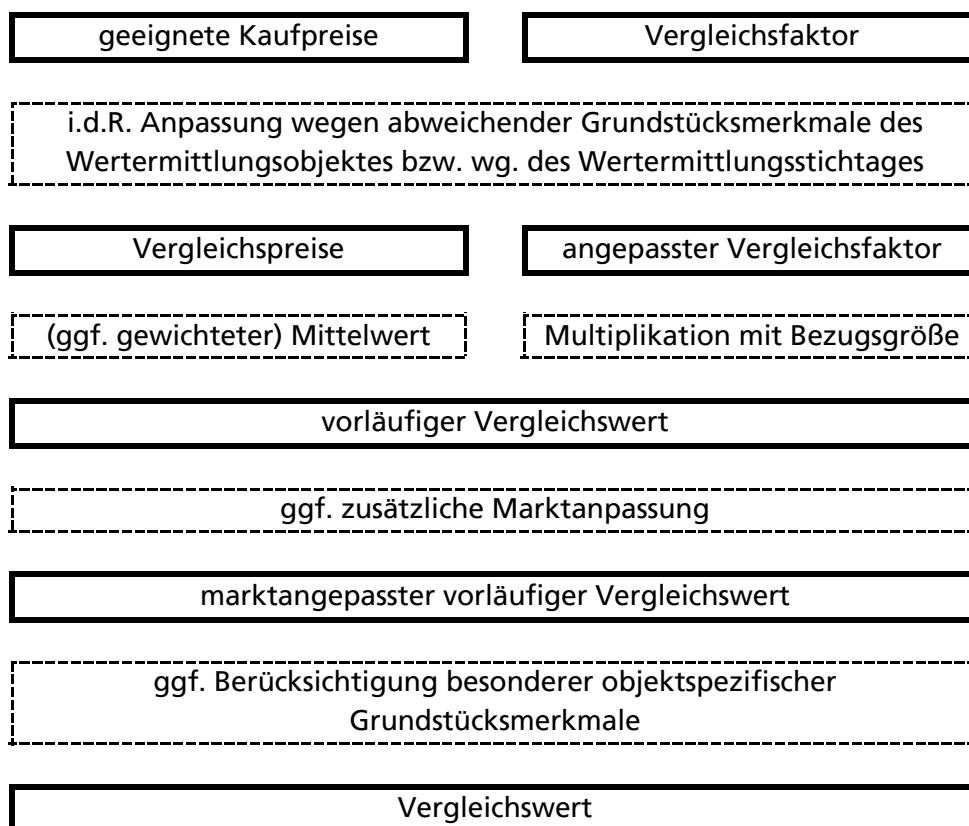 geeignete Kaufpreise
Vergleichsfaktor
i.d.R. Anpassung wegen abweichender Grundstücksmerkmale des
Wertermittlungsobjektes bzw. wg. des Wertermittlungsstichtages
Vergleichspreise
angepasster Vergleichsfaktor
(ggf. gewichteter) Mittelwert
Multiplikation mit Bezugsgröße
vorläufiger Vergleichswert
ggf. zusätzliche Marktanpassung
marktangepasster vorläufiger Vergleichswert
ggf. Berücksichtigung besonderer objektspezifischer
Grundstücksmerkmale
Vergleichswert